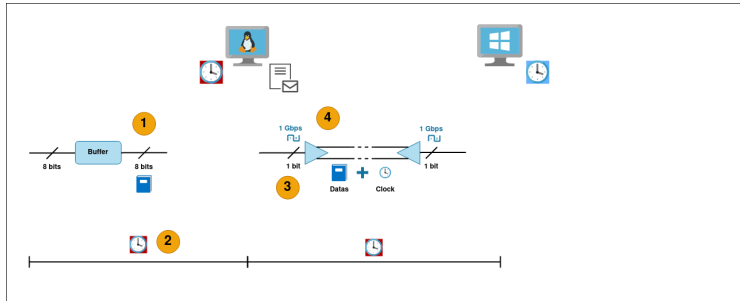 1
4
1 Gbps
1 Gbps
Buffer
8 bits
8 bits
1 bit
1 bit
3
Datas
Clock
2